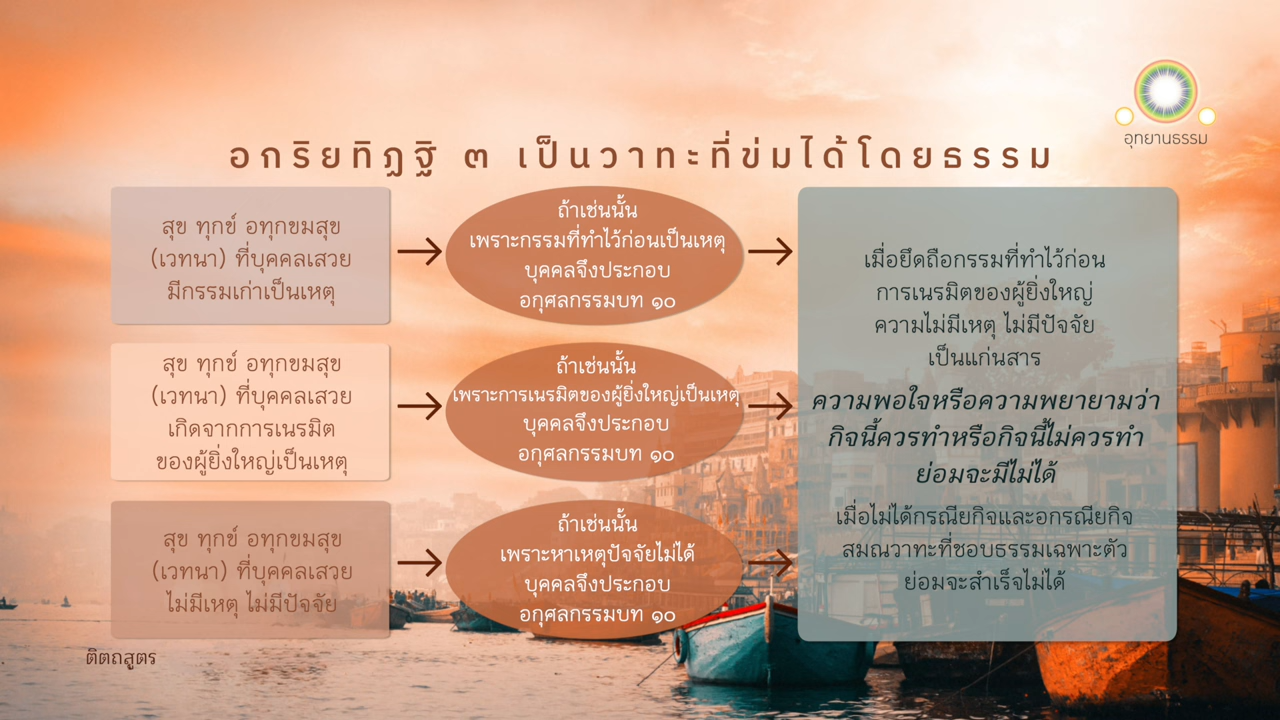 อุทยานธรรม
อกริยทิฏฐิ ๓ เป็นวาทะที่ข่มได้โดยธรรม
สุข ทุกข์ อทุกขมสุข
(เวทนา) ที่บุคคลเสวย
มีกรรมเก่าเป็นเหตุ
ถ้าเช่นนั้น
เพราะกรรมที่ทำไว้ก่อนเป็นเหตุ
บุคคลจึงประกอบ
อกุศลกรรมบท ๑๐
สุข ทุกข์ อทุกขมสุข
(เวทนา) ที่บุคคลเสวย
เกิดจากการเนรมิต
ของผู้ยิ่งใหญ่เป็นเหตุ
ถ้าเช่นนั้น
เพราะการเนรมิตของผู้ยิ่งใหญ่เป็นเหตุ
บุคคลจึงประกอบ
อกุศลกรรมบท ๑๐
สุข ทุกข์ อทุกขมสุข
(เวทนา) ที่บุคคลเสวย
ไม่มีเหตุ ไม่มีปัจจัย
ถ้าเช่นนั้น
เพราะหาเหตุปัจจัยไม่ได้
บุคคลจึงประกอบ
อกุศลกรรมบท ๑๐
เมื่อยึดถือกรรมที่ทำไว้ก่อน
การเนรมิตของผู้ยิ่งใหญ่
ความไม่มีเหตุ ไม่มีปัจจัย
เป็นแก่นสาร
ความพอใจหรือความพยายามว่า
กิจนี้ควรทำหรือกิจนี้ไม่ควรทำ
ย่อมจะมีไม่ได้
เมื่อไม่ได้กรณียกิจและอกรณียกิจ
สมณวาทะที่ชอบธรรมเฉพาะตัว
ย่อมจะสำเร็จไม่ได้
ติตถสูตร